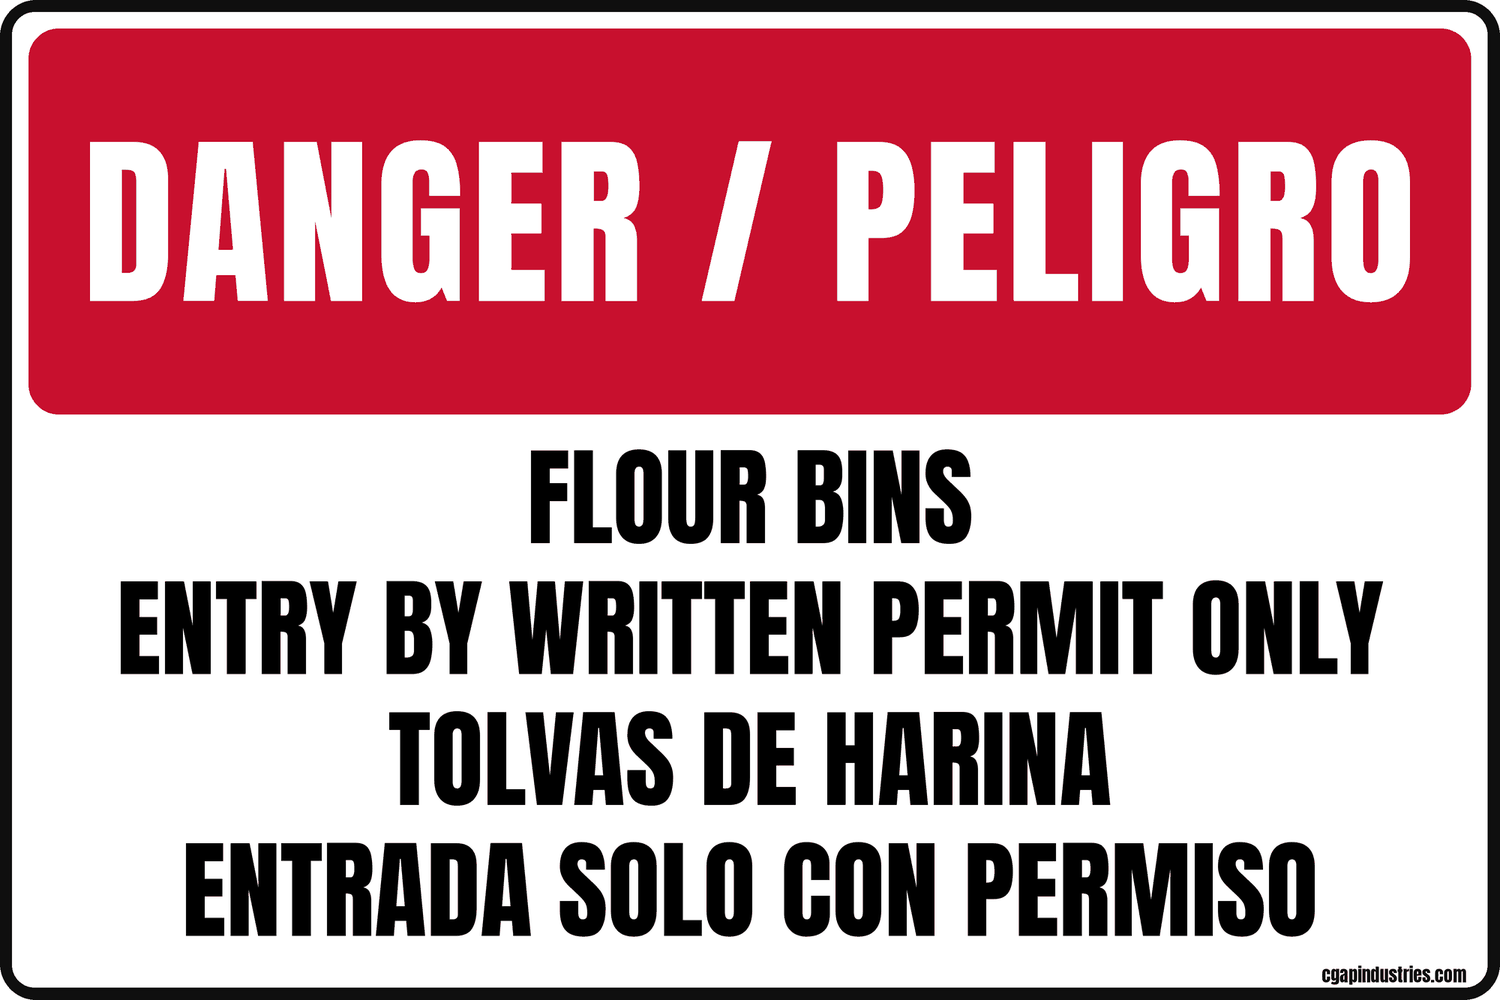 DANGER / PELIGRO
FLOUR BINS
ENTRY BY WRITTEN PERMIT ONLY
TOLVAS DE HARINA
ENTRADA SOLO CON PERMISO
cgapindustries.com